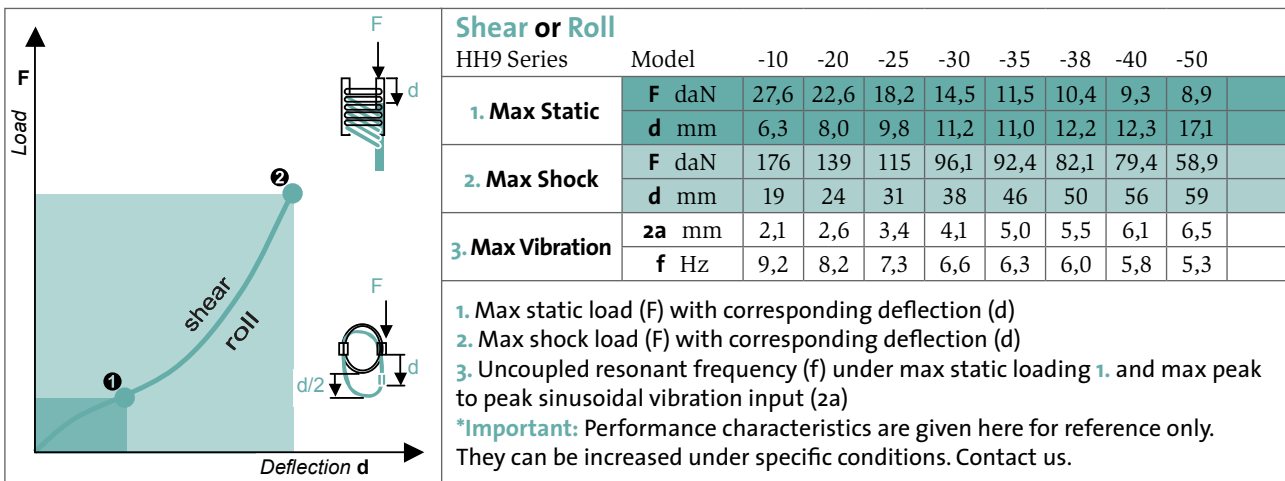 F
Load
❷
shear
roll
❶
Deflection d
F
d
F
d
d/2
Shear or Roll
HH9 Series Model -10 -20 -25 -30 -35 -38 -40 -50
1. Max Static
F daN 27,6 22,6 18,2 14,5 11,5 10,4 9,3 8,9
d mm 6,3 8,0 9,8 11,2 11,0 12,2 12,3 17,1
2. Max Shock
F daN 176 139 115 96,1 92,4 82,1 79,4 58,9
d mm 19 24 31 38 46 50 56 59
3. Max Vibration
2a mm 2,1 2,6 3,4 4,1 5,0 5,5 6,1 6,5
f Hz 9,2 8,2 7,3 6,6 6,3 6,0 5,8 5,3
1. Max static load (F) with corresponding deflection (d)
2. Max shock load (F) with corresponding deflection (d)
3. Uncoupled resonant frequency (f) under max static loading 1. and max peak
to peak sinusoidal vibration input (2a)
*Important: Performance characteristics are given here for reference only.
They can be increased under specific conditions. Contact us.